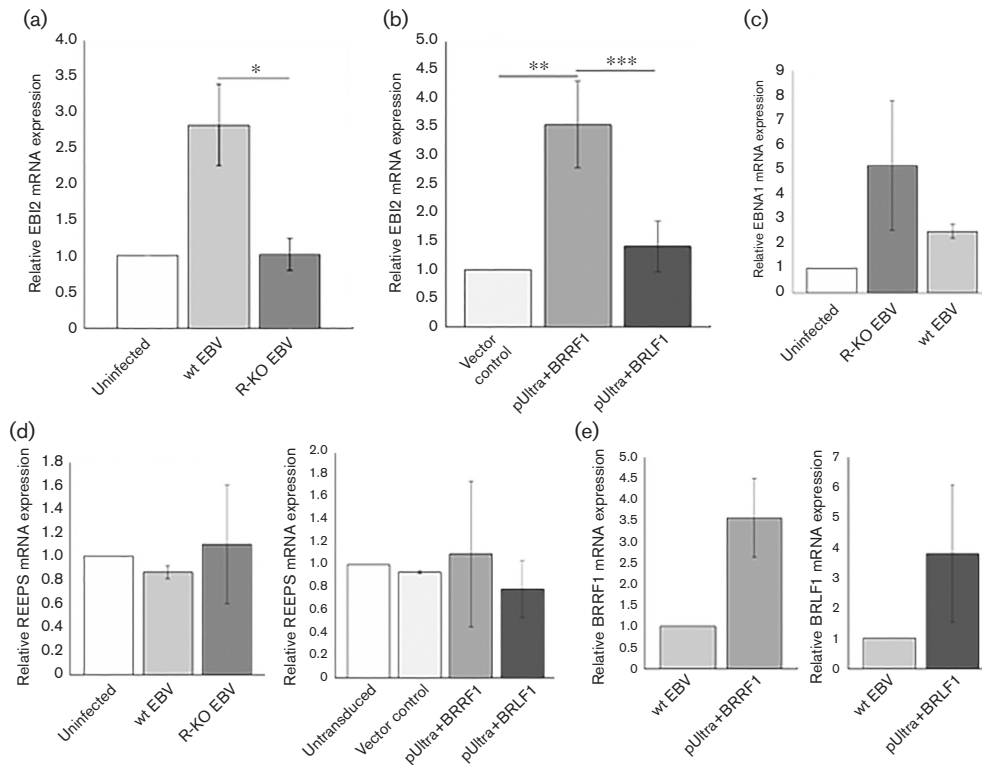 (a)
Relative EBI2 mRNA expression
4.0
3.5
3.0
2.5
2.0
1.5
1.0
0.5
0
*
Uninfected
wt EBV
R-KO EBV
(b)
Relative EBI2 mRNA expression
5.0
4.5
4.0
3.5
3.0
2.5
2.0
1.5
1.0
0.5
0
**
***
Vector
control
pUltra+BRRF1
pUltra+BRLF1
(c)
Relative EBNA1 mRNA expression
9
8
7
6
5
4
3
2
1
0
Uninfected
R-KO EBV
wt EBV
(d)
Relative REEPS mRNA expression
1.8
1.6
1.4
1.2
1.0
0.8
0.6
0.4
0.2
0
Uninfected
wt EBV
R-KO EBV
Relative REEPS mRNA expression
2.0
1.8
1.6
1.4
1.2
1.0
0.8
0.6
0.4
0.2
0
Untransduced
Vector control
pUltra+BRRF1
pUltra+BRLF1
(e)
Relative BRRF1 mRNA expression
5.0
4.5
4.0
3.5
3.0
2.5
2.0
1.5
1.0
0.5
0
wt EBV
pUltra+BRRF1
Relative BRLF1 mRNA expression
7
6
5
4
3
2
1
0
wt EBV
pUltra+BRLF1